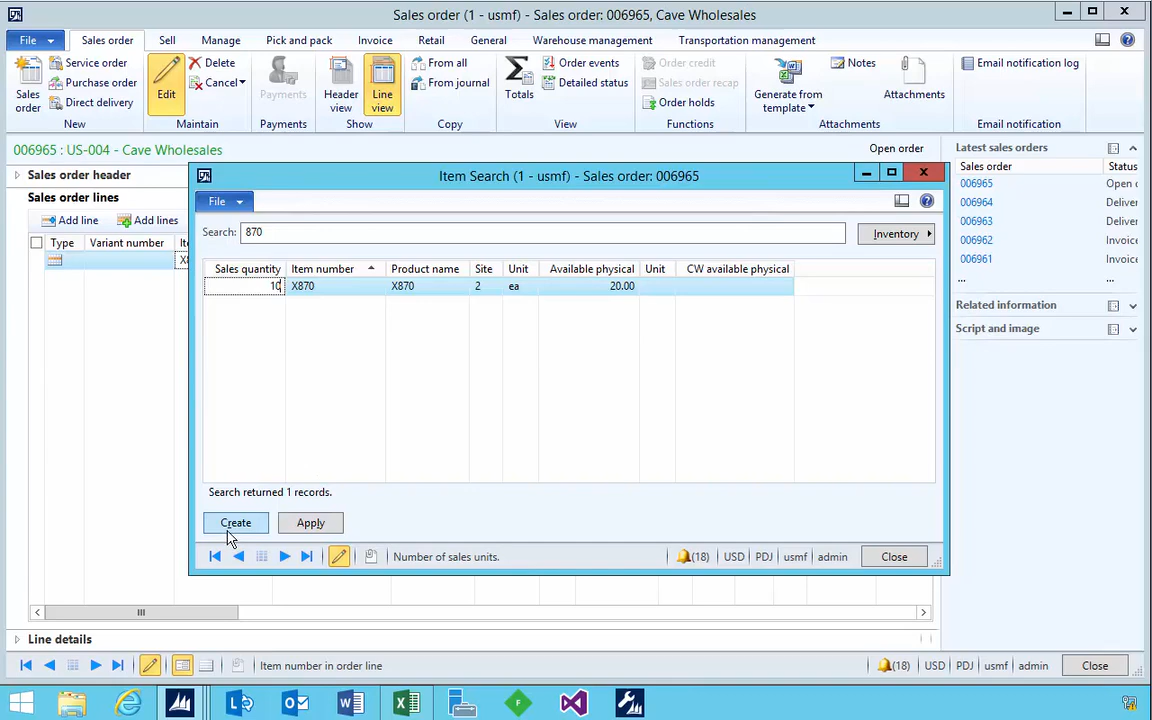 Sales order (1 - usmf) - Sales order: 006965, Cave Wholesales
File Sales order Sell Manage Pick and pack Invoice Retail General Warehouse management Transportation management
Sales order
Service order
Purchase order
Direct delivery
New
Edit
Delete
Cancel
Maintain
Payments
Payments
Header view
Line view
Show
From all
From journal
Copy
Totals
Order events
Detailed status
View
Order credit
Sales order recap
Order holds
Functions
Generate from template
Notes
Attachments
Attachments
Email notification log
Email notification
006965 : US-004 - Cave Wholesales
Open order
Sales order header
Sales order lines
Add line Add lines
Type Variant number
Item Search (1 - usmf) - Sales order: 006965
File
Search: 870
Inventory
Sales quantity Item number Product name Site Unit Available physical Unit CW available physical
10 X870 X870 2 ea 20.00
Search returned 1 records.
Create Apply
Number of sales units.
(18) USD PDJ usmf admin Close
Latest sales orders
Sales order Status
006965 Open o
006964 Deliver
006963 Deliver
006962 Invoice
006961 Invoice
... ...
Related information
Script and image
Line details
Item number in order line
(18) USD PDJ usmf admin Close